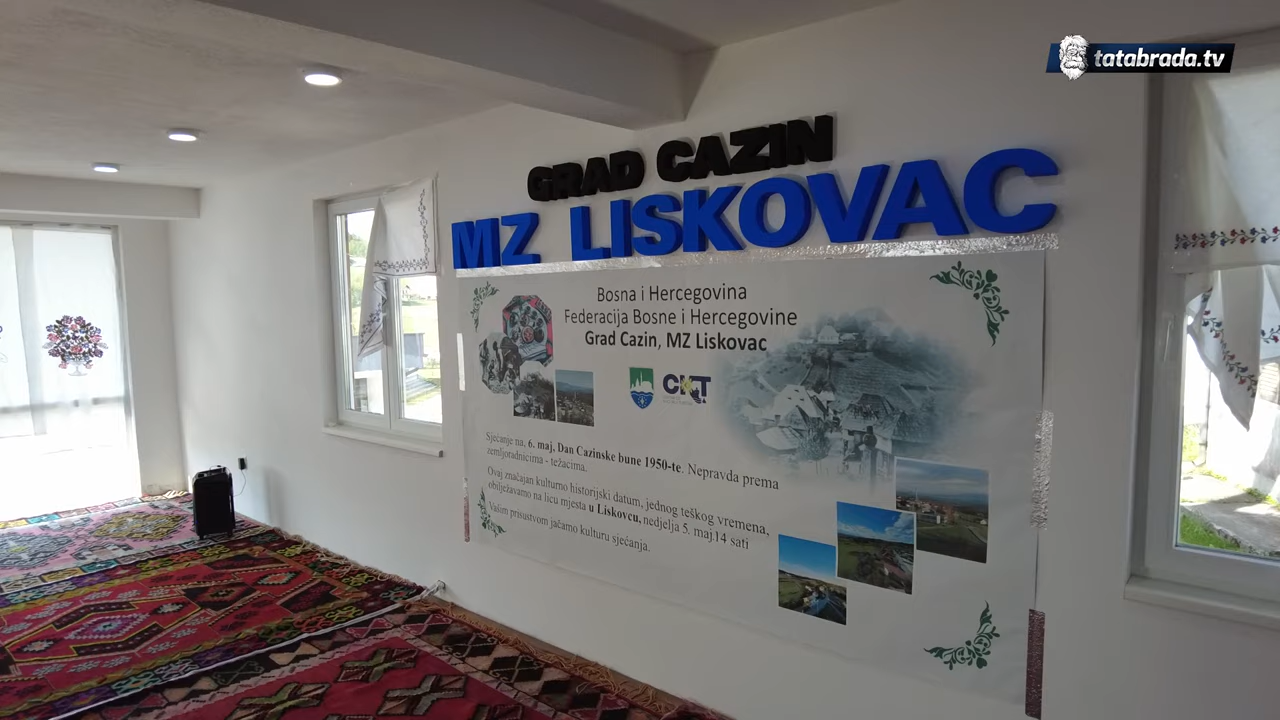 tatabrada.tv
GRAD CAZIN
MZ LISKOVAC
Bosna i Hercegovina
Federacija Bosne i Hercegovine
Grad Cazin, MZ Liskovac
CKT
Sjećanje na, 6. maj, Dan Cazinske bune 1950-te. Nepravda prema
zemljoradnicima - težacima.
Ovaj značajan kulturno historijski datum, jednog teškog vremena,
obilježavamo na licu mjesta u Liskovcu, nedjelja 5. maj.14 sati
Vašim prisustvom jačamo kulturu sjećanja.